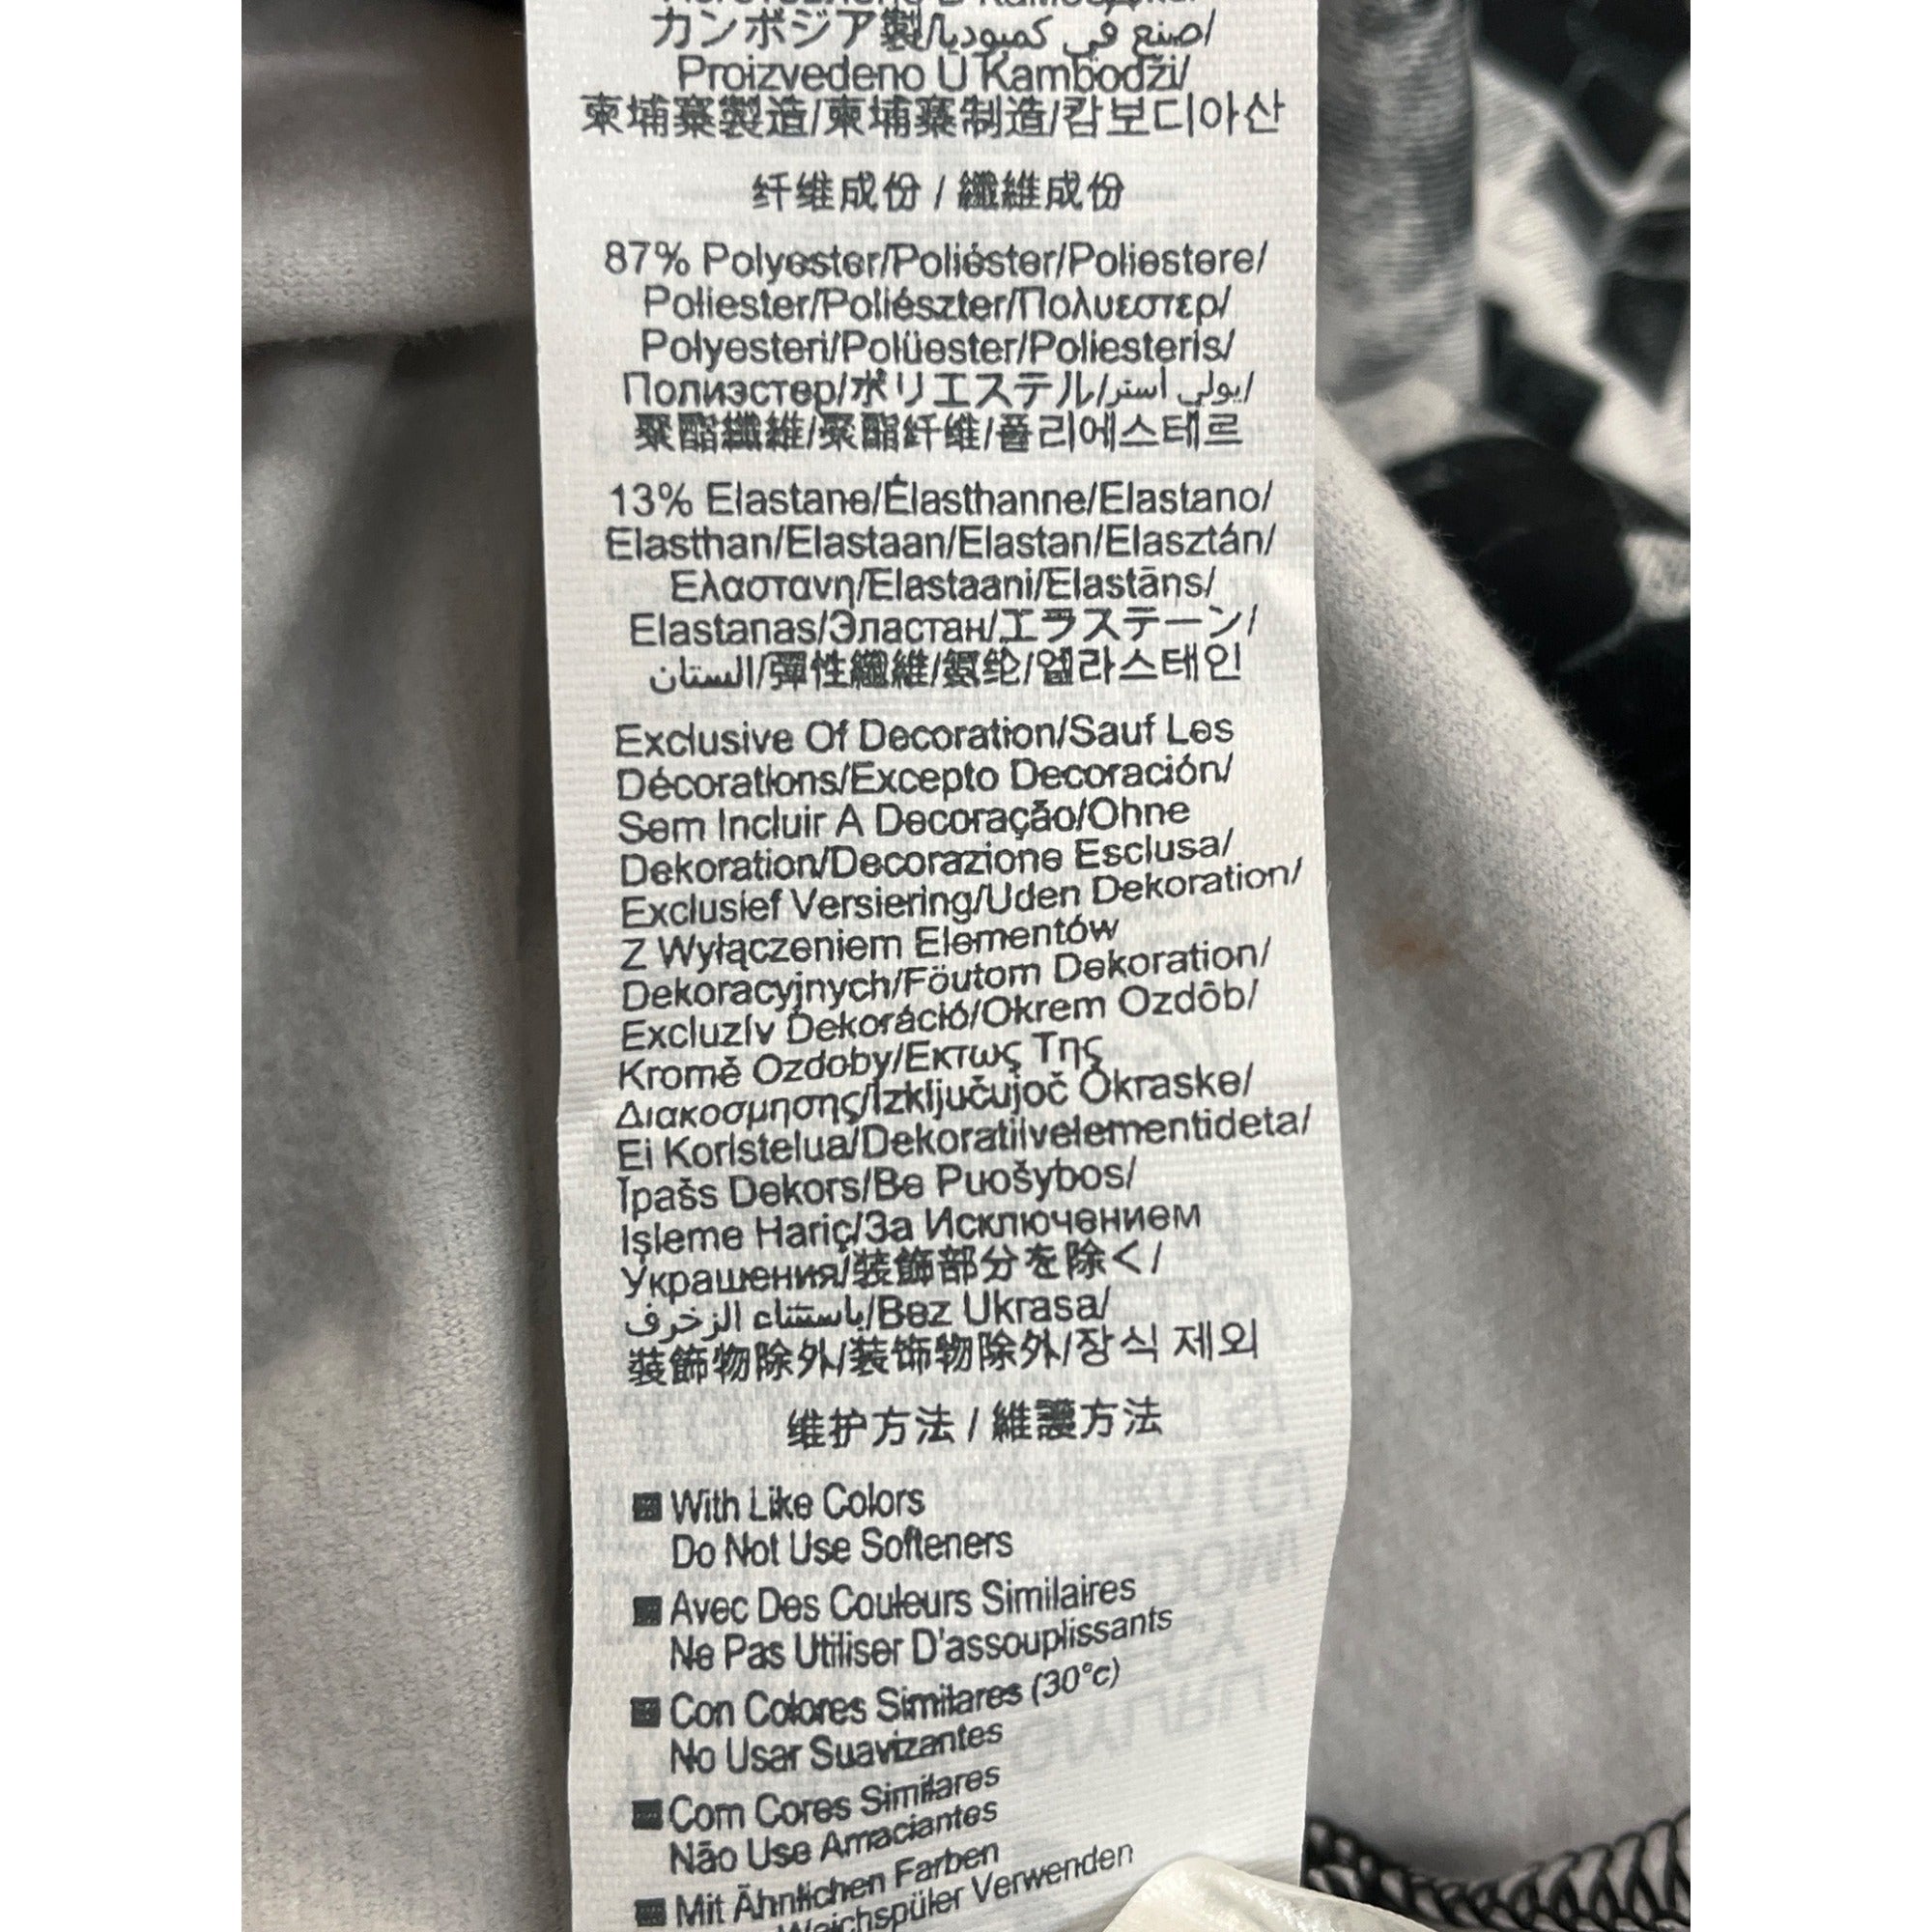 カンボジア製/صنع في كمبوديا/
Proizvedeno U Kambodži/
柬埔寨製造/柬埔寨制造/캄보디아산
纤维成份 / 纖維成份
87% Polyester/Poliéster/Poliestere/
Poliester/Poliészter/Πολυεστερ/
Polyesteri/Polüester/Poliesteris/
Полиэстер/ポリエステル/بولي استر/
聚酯纖維/聚酯纤维/폴리에스테르
13% Elastane/Élasthanne/Elastano/
Elasthan/Elastaan/Elastan/Elasztán/
Ελαστανη/Elastaani/Elastāns/
Elastanas/Эластан/エラステーン/
الستان/彈性纖維/氨纶/엘라스테인
Exclusive Of Decoration/Sauf Les
Décorations/Excepto Decoración/
Sem Incluir A Decoração/Ohne
Dekoration/Decorazione Esclusa/
Exclusief Versiering/Uden Dekoration/
Z Wyłączeniem Elementów
Dekoracyjnych/Föutom Dekoration/
Excluzív Dekoráció/Okrem Ozdôb/
Kromě Ozdoby/Εκτως Της
Διακοσμησης/Izključujoč Okraske/
Ei Koristelua/Dekoratiivelementideta/
Īpašs Dekors/Be Puošybos/
Işleme Hariç/За Исключением
Украшения/装飾部分を除く/
باستثناء الزخرف/Bez Ukrasa/
裝飾物除外/装饰物除外/장식 제외
维护方法 / 維護方法
With Like Colors
Do Not Use Softeners
Avec Des Couleurs Similaires
Ne Pas Utiliser D'assouplissants
Con Colores Similares (30°c)
No Usar Suavizantes
Com Cores Similares
Não Use Amaciantes
Mit Ähnlichen Farben
Weichspüler Verwenden